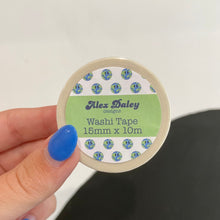 Alex Daley
designs
Washi Tape
15mm x 10m